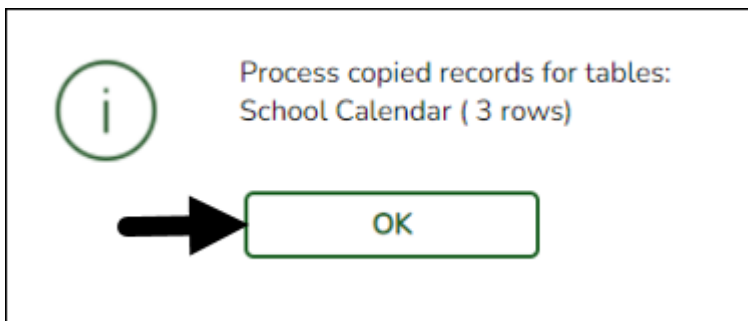 Process copied records for tables:
School Calendar ( 3 rows)
OK